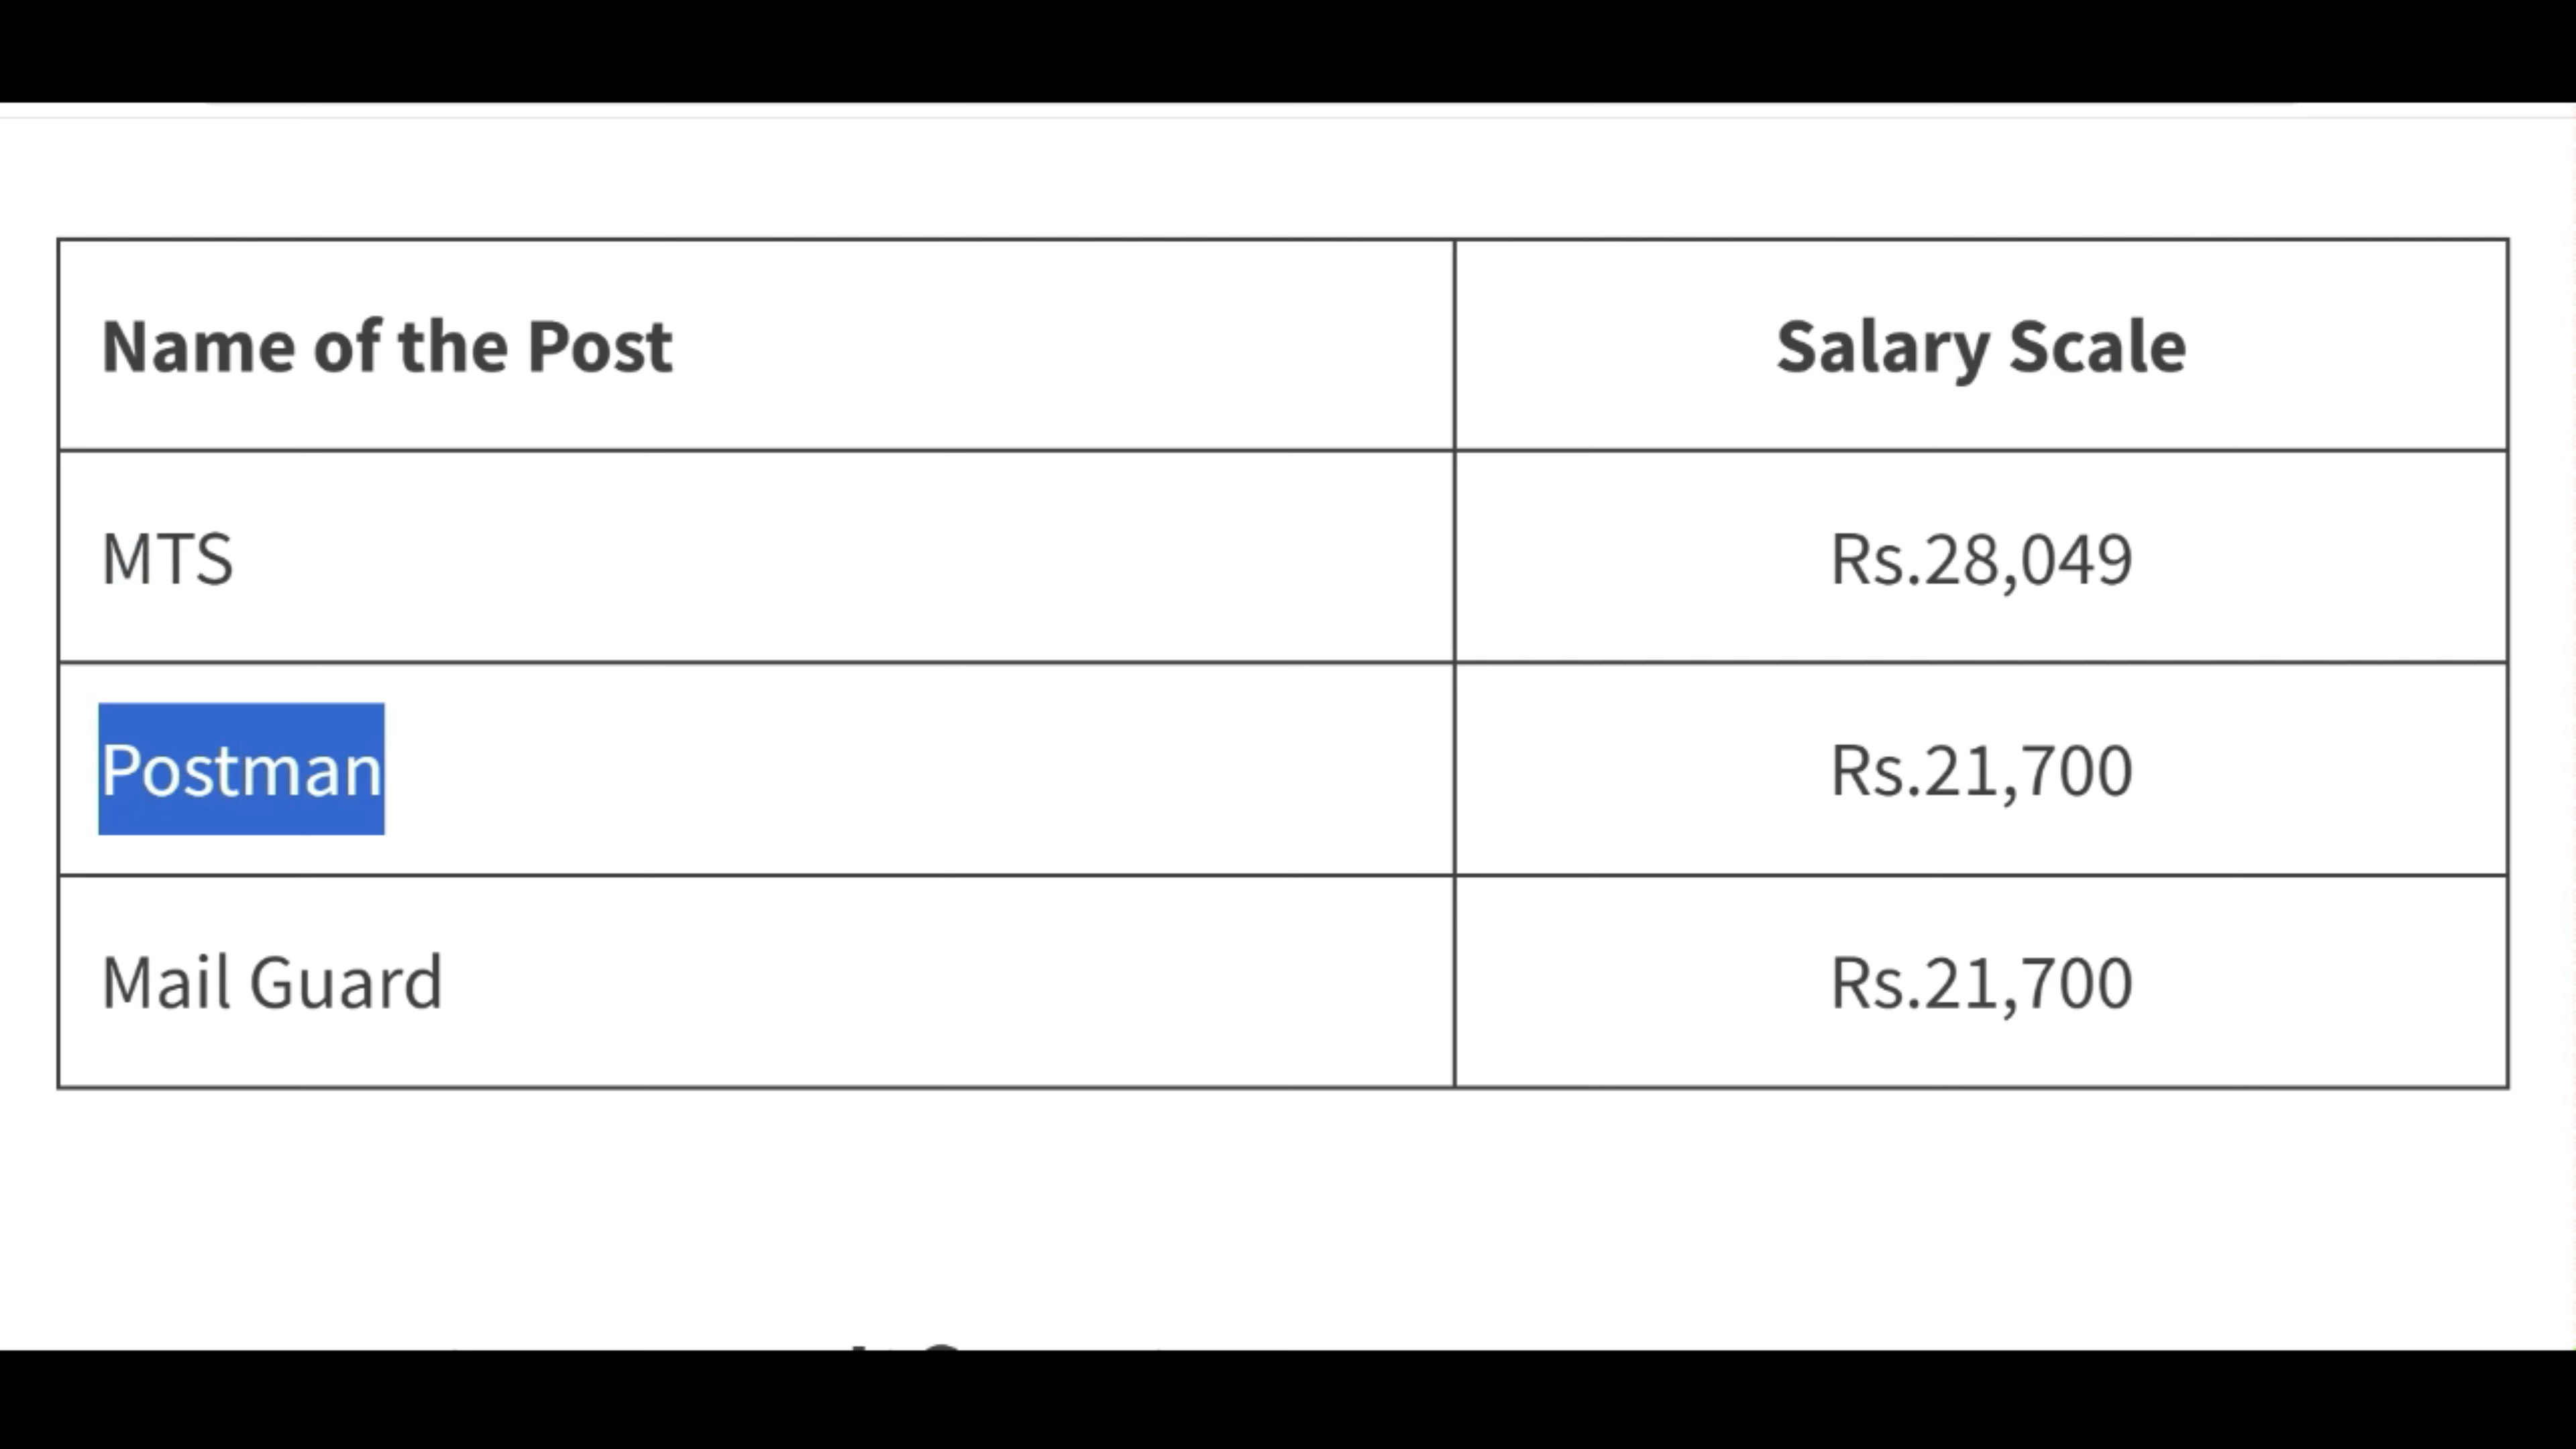 Name of the Post Salary Scale
MTS Rs.28,049
Postman Rs.21,700
Mail Guard Rs.21,700